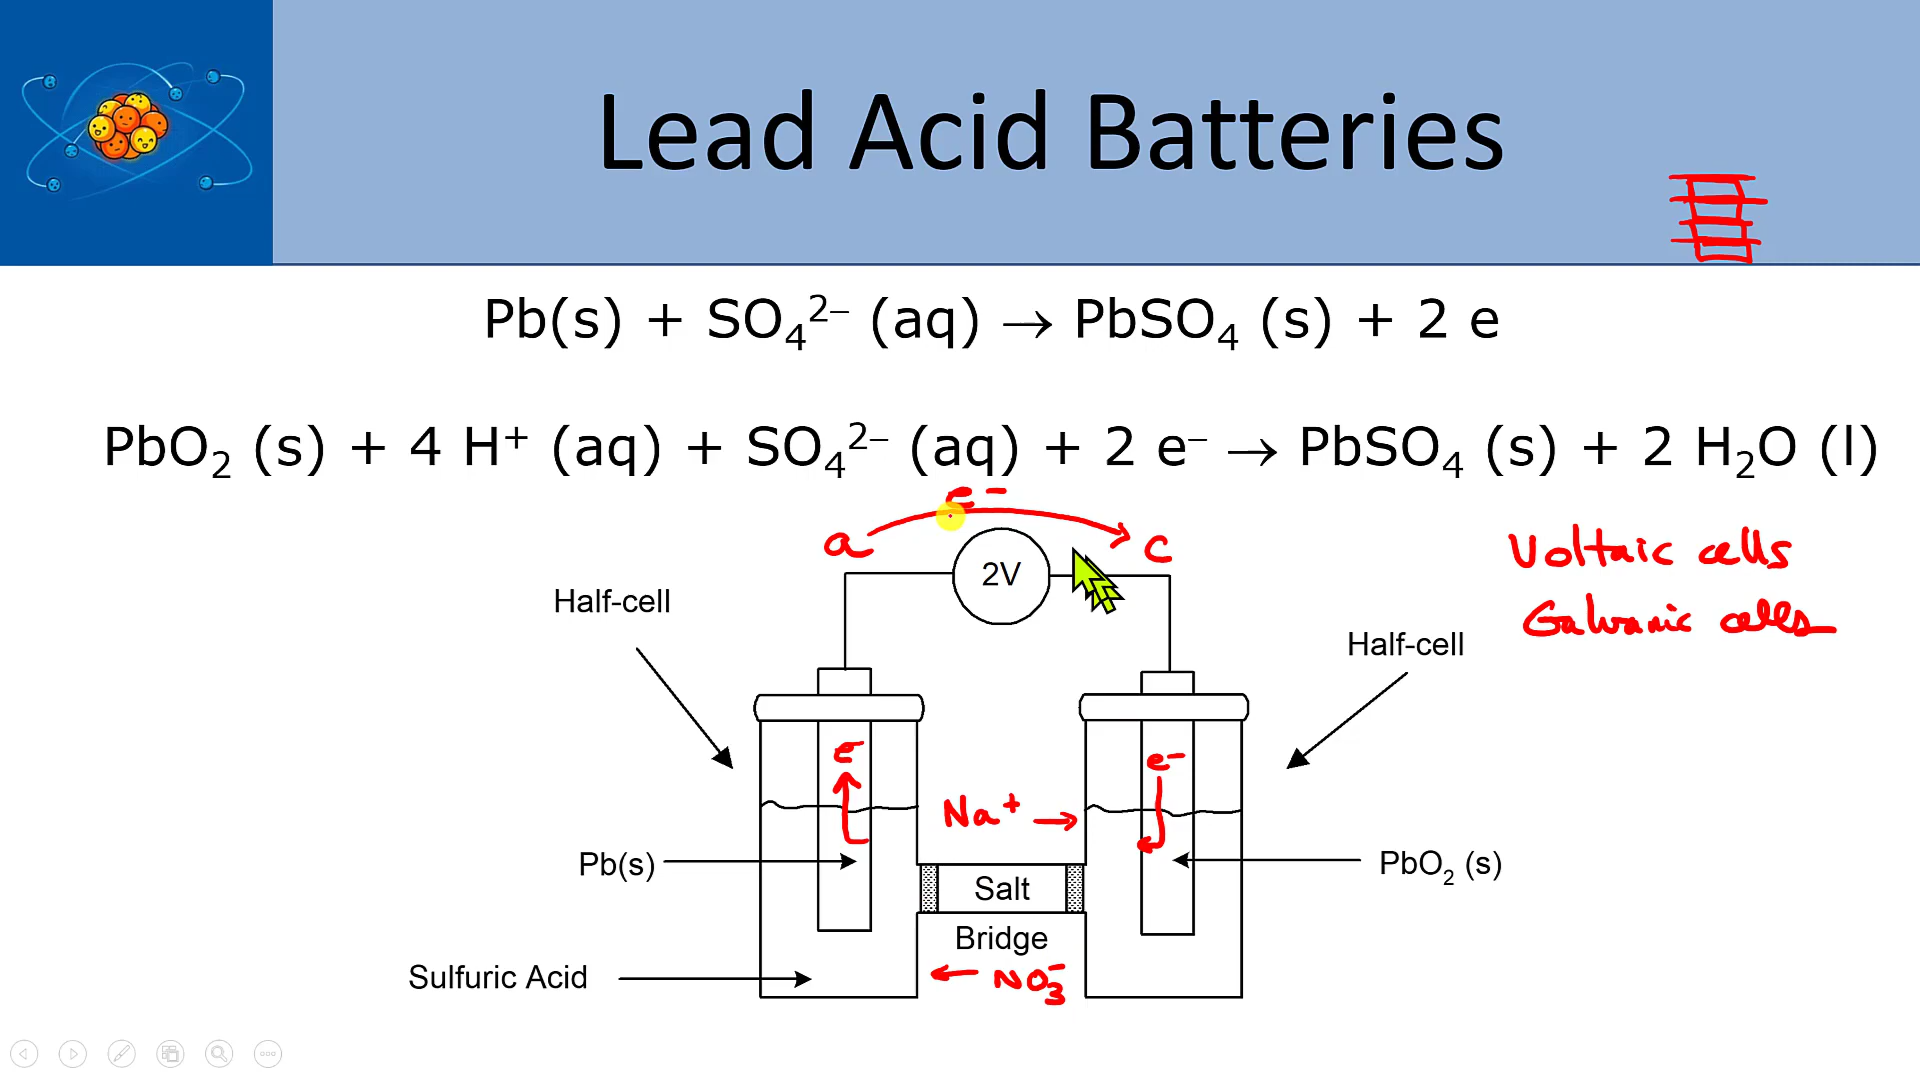 Lead Acid Batteries
Pb(s) + SO₄²⁻ (aq) → PbSO₄ (s) + 2 e
PbO₂ (s) + 4 H⁺ (aq) + SO₄²⁻ (aq) + 2 e⁻ → PbSO₄ (s) + 2 H₂O (l)
e⁻
a
c
2V
Voltaic cells
Galvanic cells
Half-cell
Half-cell
e⁻
e⁻
Na⁺ →
Pb(s)
Salt
Bridge
PbO₂ (s)
Sulfuric Acid
← NO₃⁻